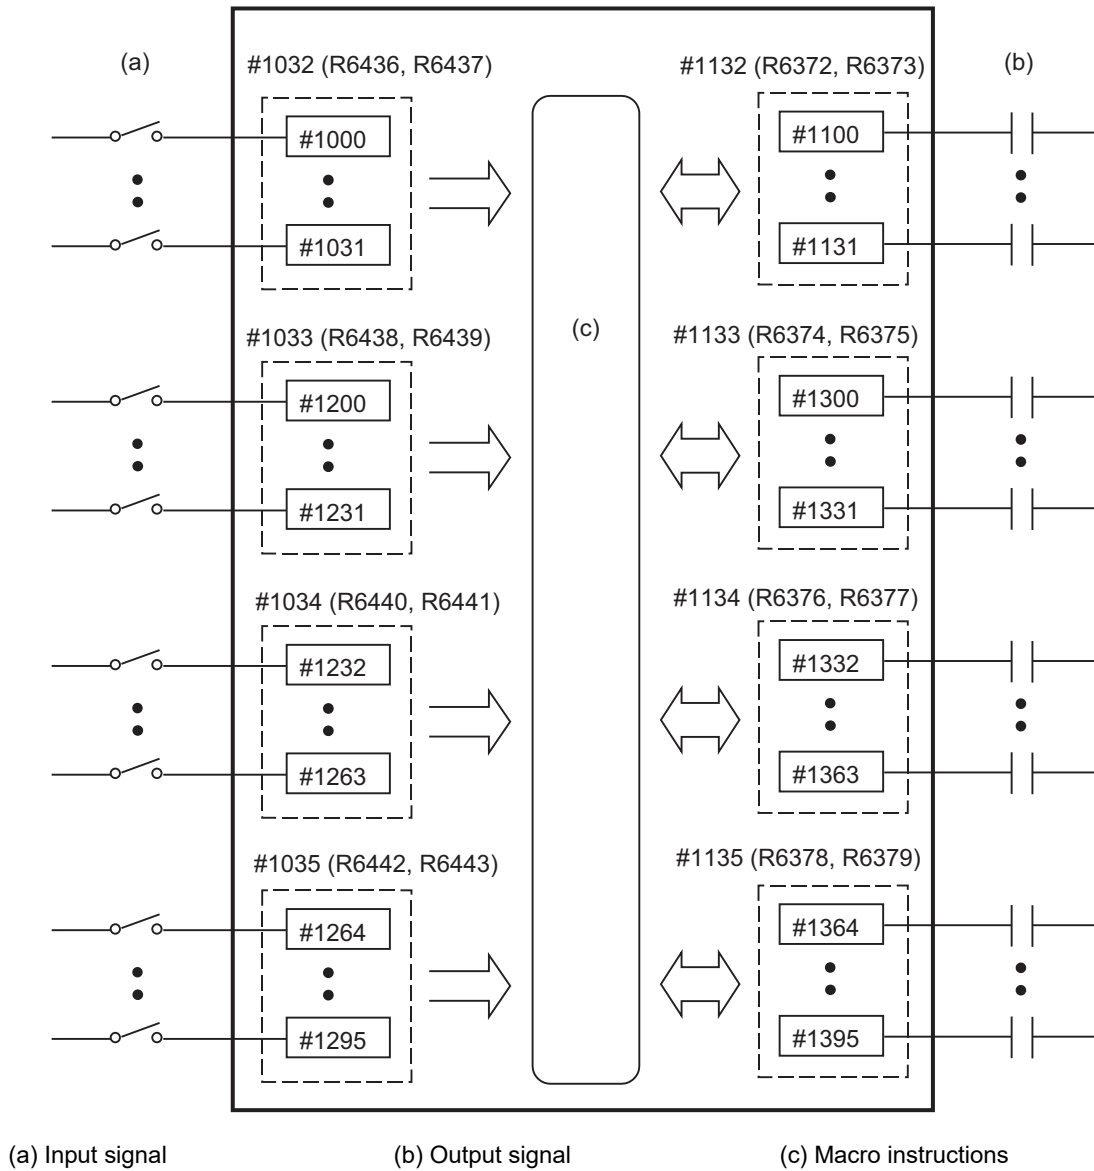 (a)
#1032 (R6436, R6437)
#1132 (R6372, R6373)
(b)
#1000
#1100
#1031
#1131
(c)
#1033 (R6438, R6439)
#1133 (R6374, R6375)
#1200
#1300
#1231
#1331
#1034 (R6440, R6441)
#1134 (R6376, R6377)
#1232
#1332
#1263
#1363
#1035 (R6442, R6443)
#1135 (R6378, R6379)
#1264
#1364
#1295
#1395
(a) Input signal
(b) Output signal
(c) Macro instructions